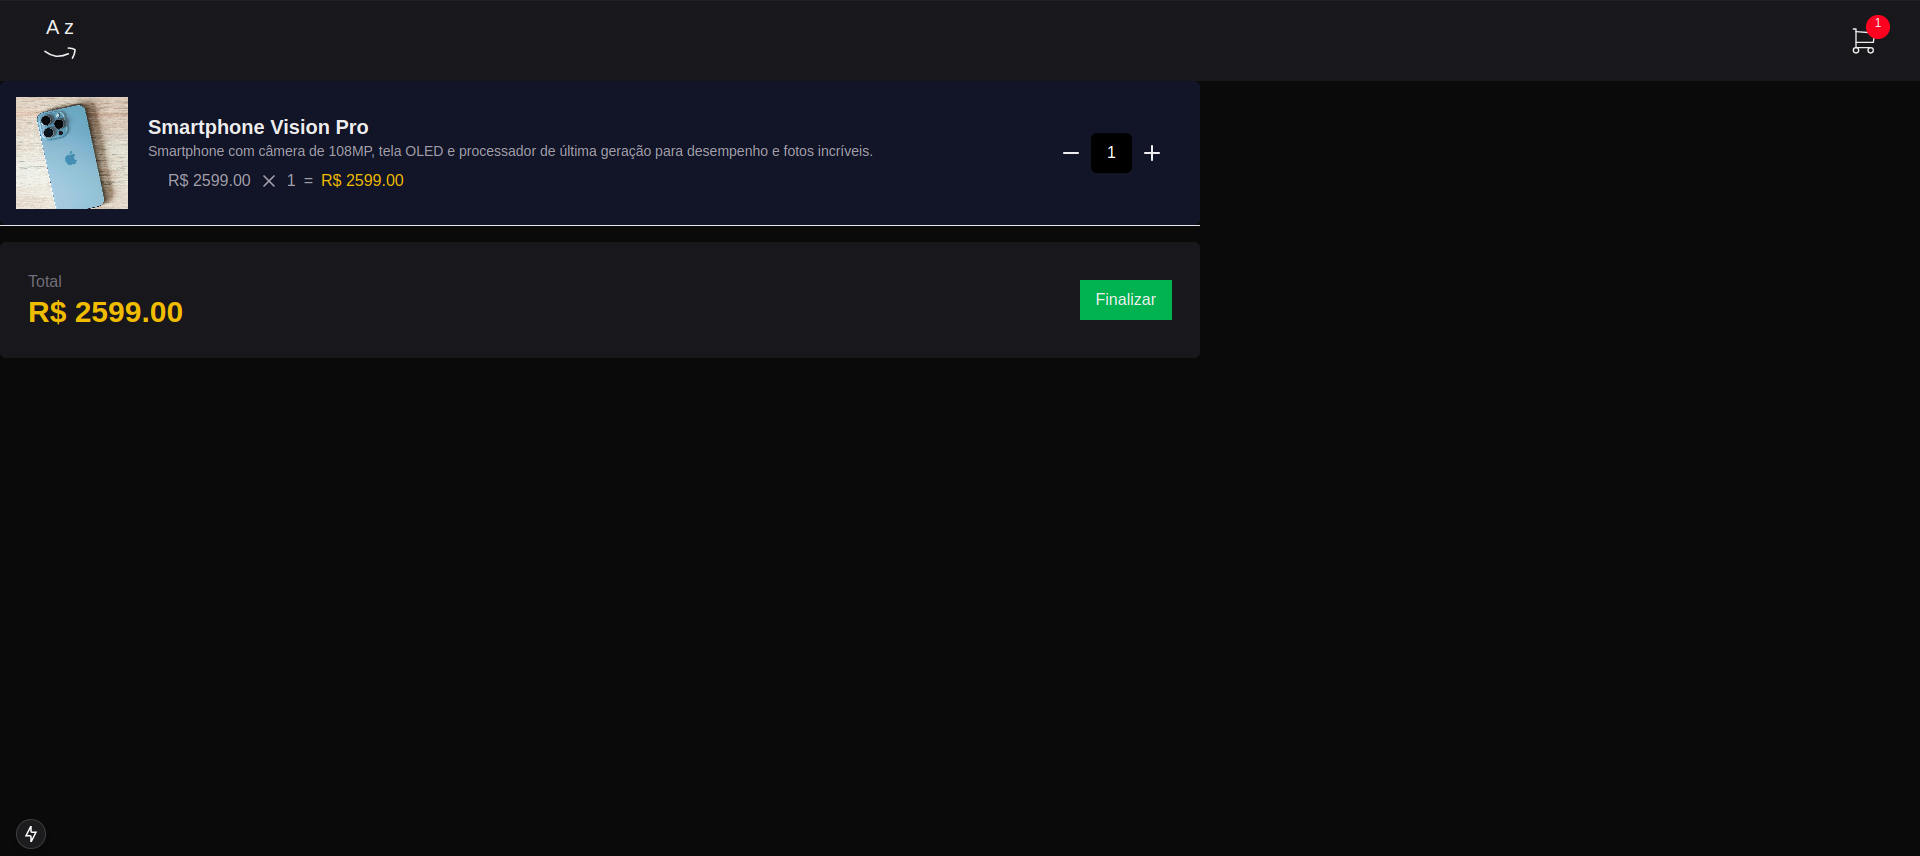 A z
1
Smartphone Vision Pro
Smartphone com câmera de 108MP, tela OLED e processador de última geração para desempenho e fotos incríveis.
R$ 2599.00 × 1 = R$ 2599.00
1
Total
R$ 2599.00
Finalizar